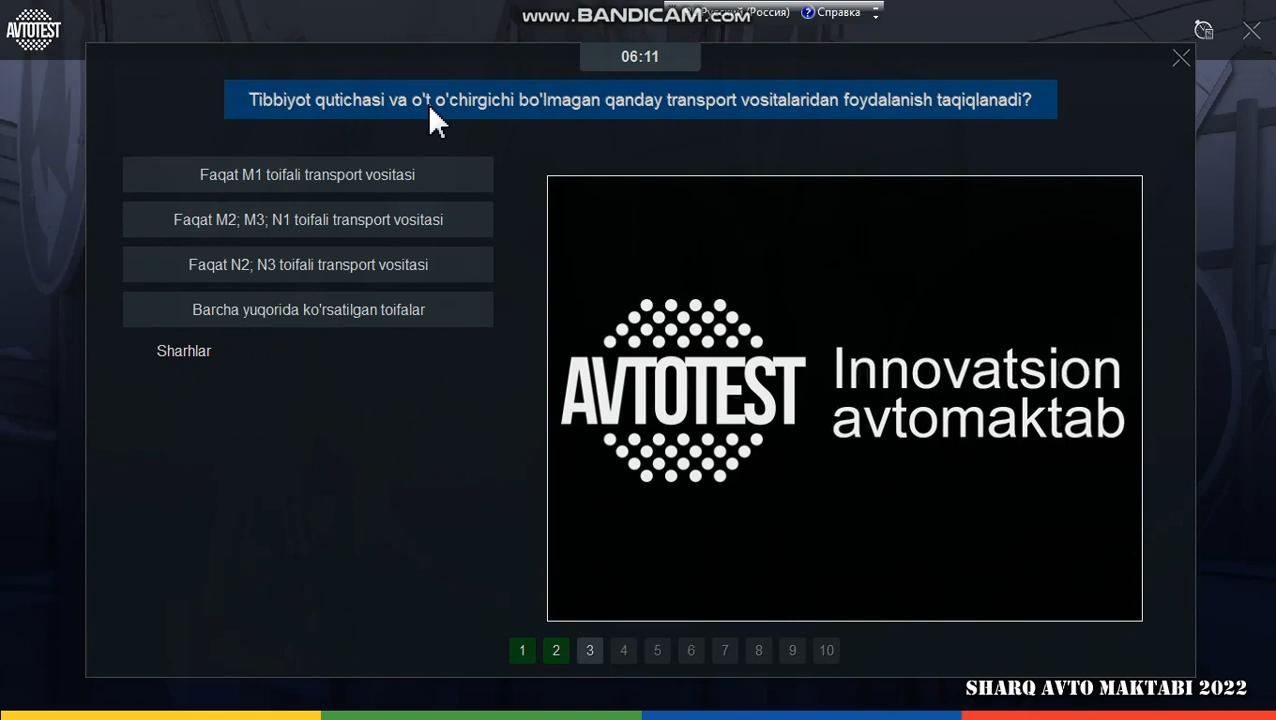 www.BANDICAM.com
(Россия)
Справка
AVTOTEST
06:11
Tibbiyot qutichasi va o't o'chirgichi bo'lmagan qanday transport vositalaridan foydalanish taqiqlanadi?
Faqat M1 toifali transport vositasi
Faqat M2; M3; N1 toifali transport vositasi
Faqat N2; N3 toifali transport vositasi
Barcha yuqorida ko'rsatilgan toifalar
Sharhlar
AVTOTEST
Innovatsion
avtomaktab
1 2 3 4 5 6 7 8 9 10
SHARQ AVTO MAKTABI 2022